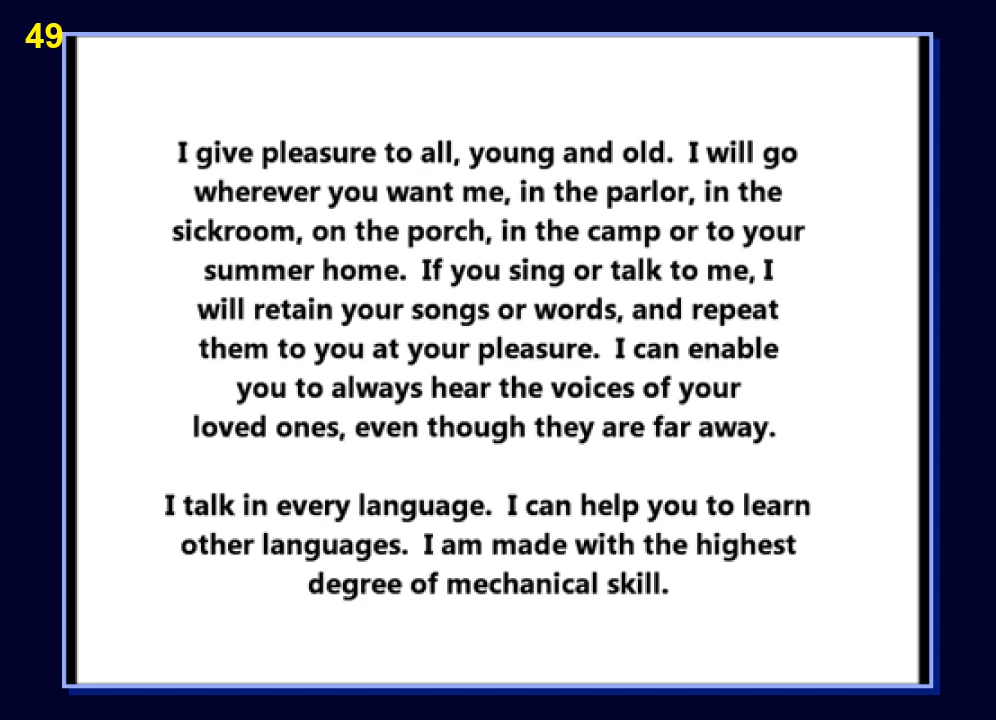 49
I give pleasure to all, young and old.  I will go
wherever you want me, in the parlor, in the
sickroom, on the porch, in the camp or to your
summer home.  If you sing or talk to me, I
will retain your songs or words, and repeat
them to you at your pleasure.  I can enable
you to always hear the voices of your
loved ones, even though they are far away.
I talk in every language.  I can help you to learn
other languages.  I am made with the highest
degree of mechanical skill.